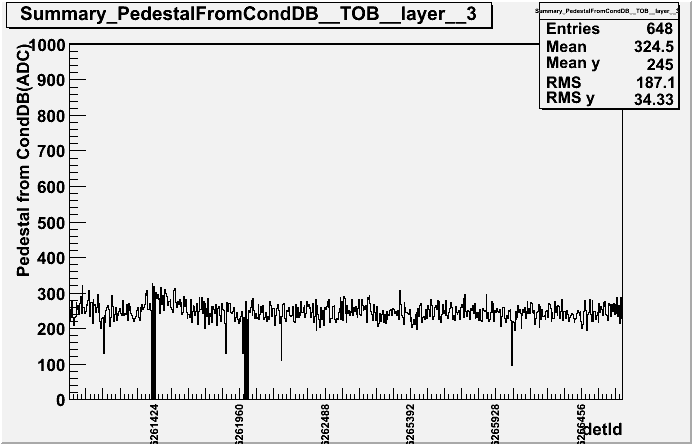 Summary_PedestalFromCondDB__TOB__layer__3
Summary_PedestalFromCondDB__TOB__layer__3
Entries 648
Mean 324.5
Mean y 245
RMS 187.1
RMS y 34.33
Pedestal from CondDB(ADC)
1000
900
800
700
600
500
400
300
200
100
0
detId